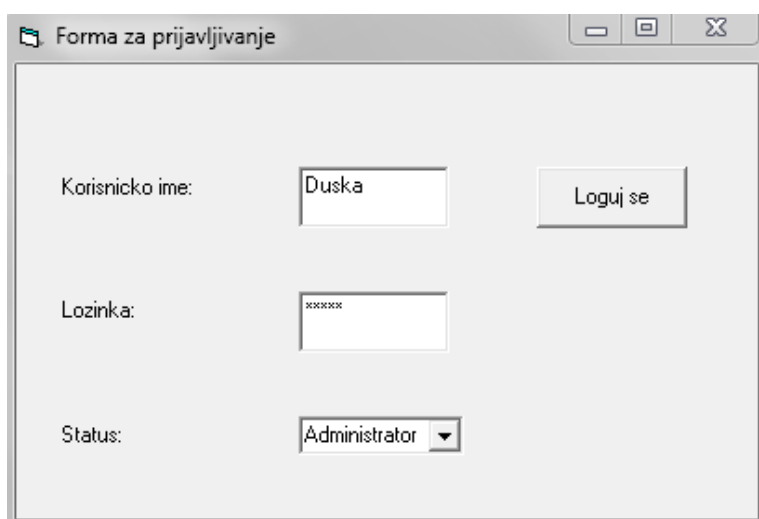 Forma za prijavljivanje
Korisnicko ime:
Duska
Loguj se
Lozinka:
*****
Status:
Administrator